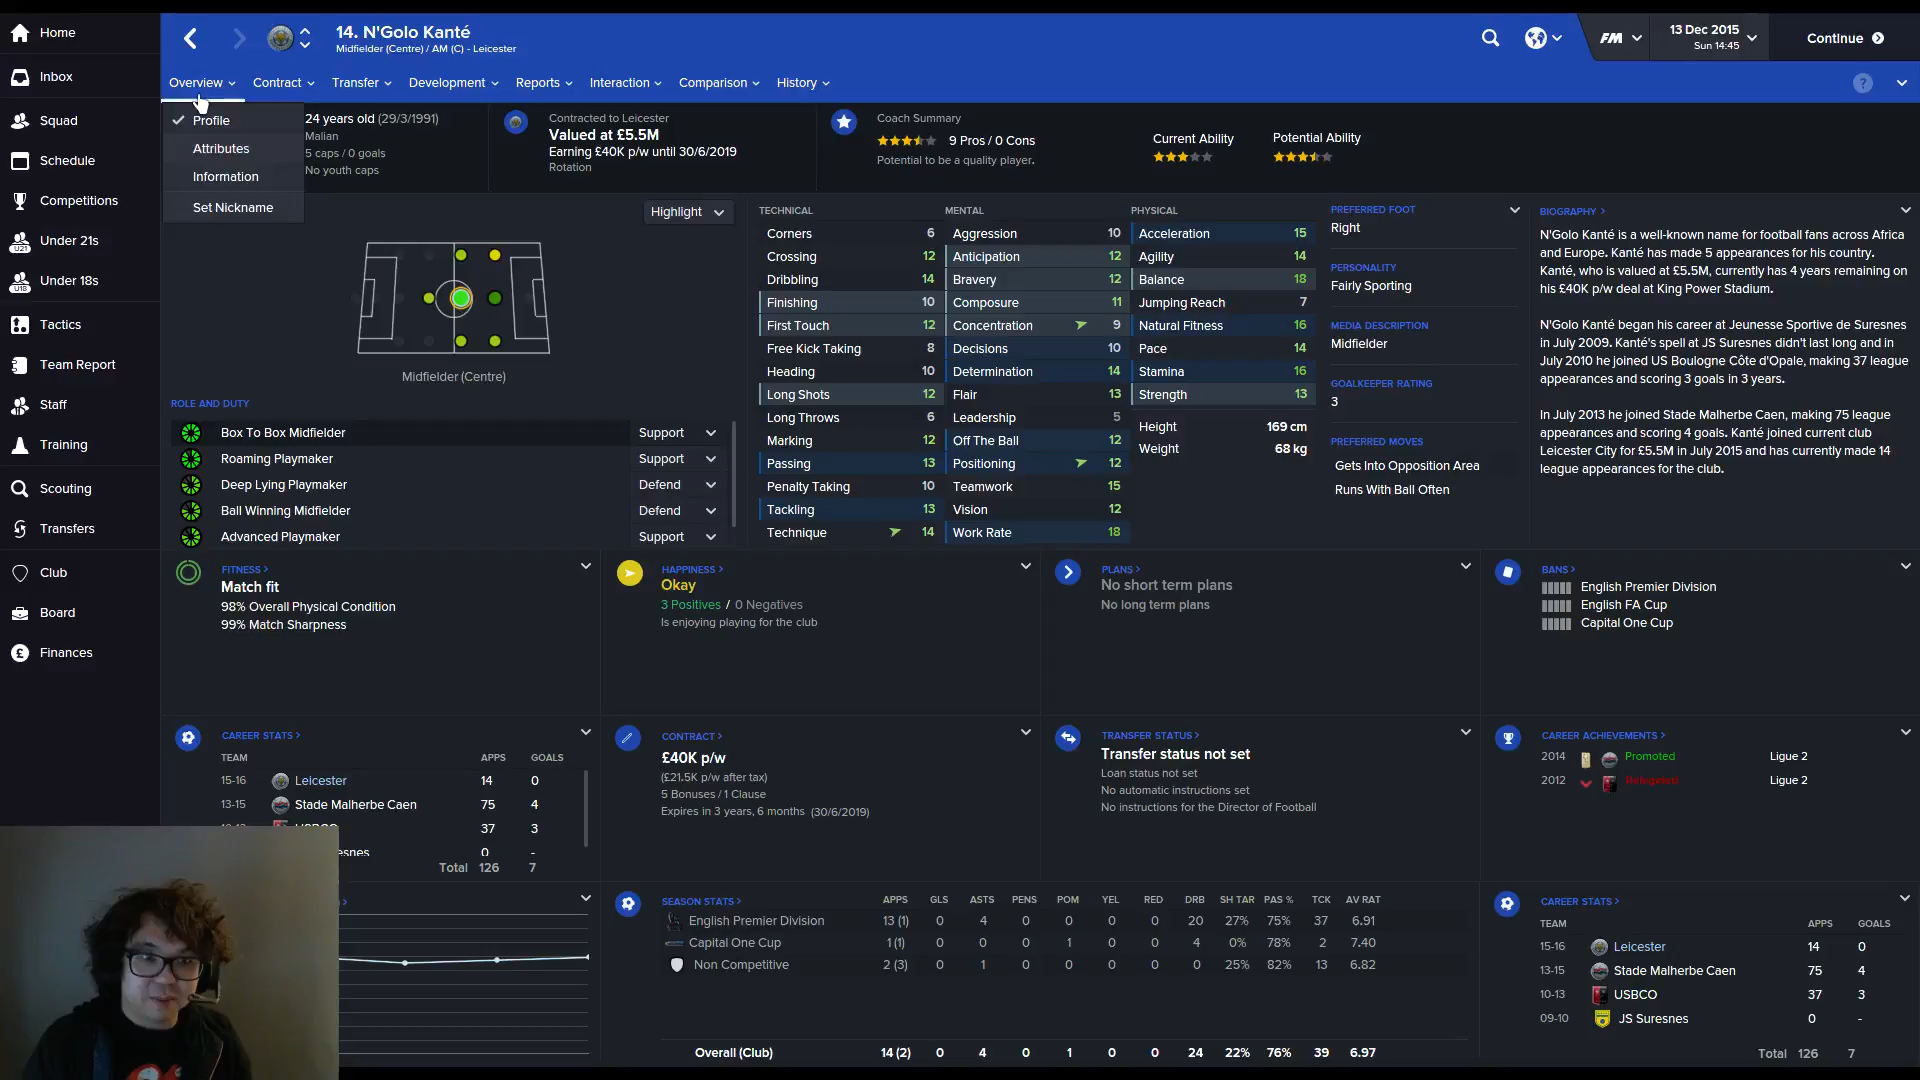 Home
Inbox
Squad
Schedule
Competitions
Under 21s
Under 18s
Tactics
Team Report
Staff
Training
Scouting
Transfers
Club
Board
Finances
14. N'Golo Kanté
Midfielder (Centre) / AM (C) - Leicester
FM
13 Dec 2015
Sun 14:45
Continue
Overview Contract Transfer Development Reports Interaction Comparison History
?
Profile
Attributes
Information
Set Nickname
24 years old (29/3/1991)
Malian
5 caps / 0 goals
No youth caps
Contracted to Leicester
Valued at £5.5M
Earning £40K p/w until 30/6/2019
Rotation
Coach Summary
9 Pros / 0 Cons
Potential to be a quality player.
Current Ability
Potential Ability
Highlight
Midfielder (Centre)
ROLE AND DUTY
Box To Box Midfielder Support
Roaming Playmaker Support
Deep Lying Playmaker Defend
Ball Winning Midfielder Defend
Advanced Playmaker Support
TECHNICAL
Corners 6
Crossing 12
Dribbling 14
Finishing 10
First Touch 12
Free Kick Taking 8
Heading 10
Long Shots 12
Long Throws 6
Marking 12
Passing 13
Penalty Taking 10
Tackling 13
Technique 14
MENTAL
Aggression 10
Anticipation 12
Bravery 12
Composure 11
Concentration 9
Decisions 10
Determination 14
Flair 13
Leadership 5
Off The Ball 12
Positioning 12
Teamwork 15
Vision 12
Work Rate 18
PHYSICAL
Acceleration 15
Agility 14
Balance 18
Jumping Reach 7
Natural Fitness 16
Pace 14
Stamina 16
Strength 13
Height 169 cm
Weight 68 kg
PREFERRED FOOT
Right
PERSONALITY
Fairly Sporting
MEDIA DESCRIPTION
Midfielder
GOALKEEPER RATING
3
PREFERRED MOVES
Gets Into Opposition Area
Runs With Ball Often
BIOGRAPHY >
N'Golo Kanté is a well-known name for football fans across Africa
and Europe. Kanté has made 5 appearances for his country.
Kanté, who is valued at £5.5M, currently has 4 years remaining on
his £40K p/w deal at King Power Stadium.
N'Golo Kanté began his career at Jeunesse Sportive de Suresnes
in July 2009. Kanté's spell at JS Suresnes didn't last long and in
July 2010 he joined US Boulogne Côte d'Opale, making 37 league
appearances and scoring 3 goals in 3 years.
In July 2013 he joined Stade Malherbe Caen, making 75 league
appearances and scoring 4 goals. Kanté joined current club
Leicester City for £5.5M in July 2015 and has currently made 14
league appearances for the club.
FITNESS >
Match fit
98% Overall Physical Condition
99% Match Sharpness
HAPPINESS >
Okay
3 Positives / 0 Negatives
Is enjoying playing for the club
PLANS >
No short term plans
No long term plans
BANS >
English Premier Division
English FA Cup
Capital One Cup
CAREER STATS >
TEAM APPS GOALS
15-16 Leicester 14 0
13-15 Stade Malherbe Caen 75 4
USBCO 37 3
esnes 0 -
Total 126 7
CONTRACT >
£40K p/w
(£21.5K p/w after tax)
5 Bonuses / 1 Clause
Expires in 3 years, 6 months (30/6/2019)
TRANSFER STATUS >
Transfer status not set
Loan status not set
No automatic instructions set
No instructions for the Director of Football
CAREER ACHIEVEMENTS >
2014 Promoted Ligue 2
2012 Relegated Ligue 2
SEASON STATS > APPS GLS ASTS PENS POM YEL RED DRB SH TAR PAS % TCK AV RAT
English Premier Division 13 (1) 0 4 0 0 0 0 20 27% 75% 37 6.91
Capital One Cup 1 (1) 0 0 0 1 0 0 4 0% 78% 2 7.40
Non Competitive 2 (3) 0 1 0 0 0 0 0 25% 82% 13 6.82
Overall (Club) 14 (2) 0 4 0 1 0 0 24 22% 76% 39 6.97
CAREER STATS >
TEAM APPS GOALS
15-16 Leicester 14 0
13-15 Stade Malherbe Caen 75 4
10-13 USBCO 37 3
09-10 JS Suresnes 0 -
Total 126 7